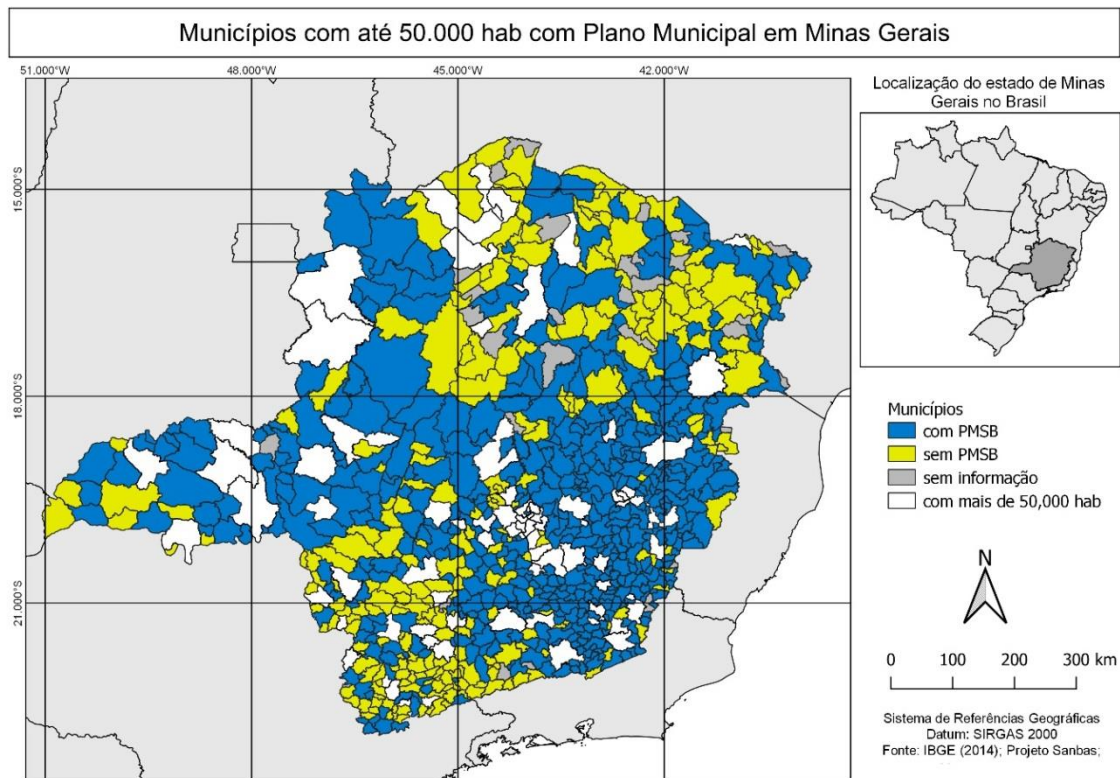 Municípios com até 50.000 hab com Plano Municipal em Minas Gerais
51.000°W
48.000°W
45.000°W
42.000°W
15.000°S
18.000°S
21.000°S
Localização do estado de Minas
Gerais no Brasil
Municípios
com PMSB
sem PMSB
sem informação
com mais de 50,000 hab
N
0 100 200 300 km
Sistema de Referências Geográficas
Datum: SIRGAS 2000
Fonte: IBGE (2014); Projeto Sanbas;